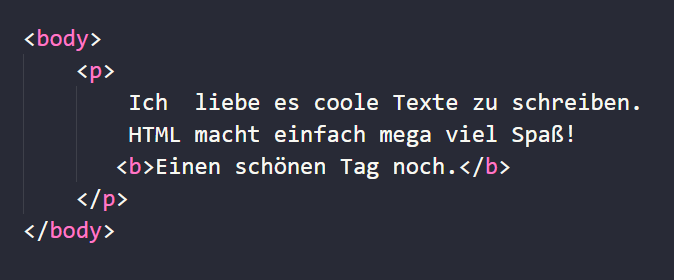 <body>
<p>
Ich  liebe es coole Texte zu schreiben.
HTML macht einfach mega viel Spaß!
<b>Einen schönen Tag noch.</b>
</p>
</body>